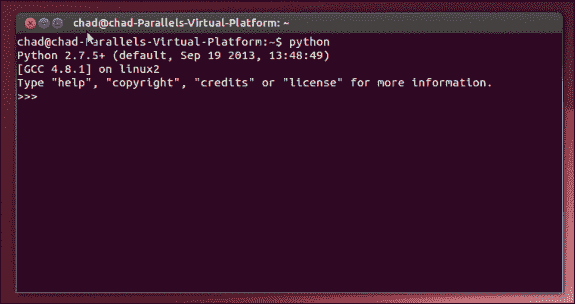 chad@chad-Parallels-Virtual-Platform: ~
chad@chad-Parallels-Virtual-Platform:~$ python
Python 2.7.5+ (default, Sep 19 2013, 13:48:49)
[GCC 4.8.1] on linux2
Type "help", "copyright", "credits" or "license" for more information.
>>>